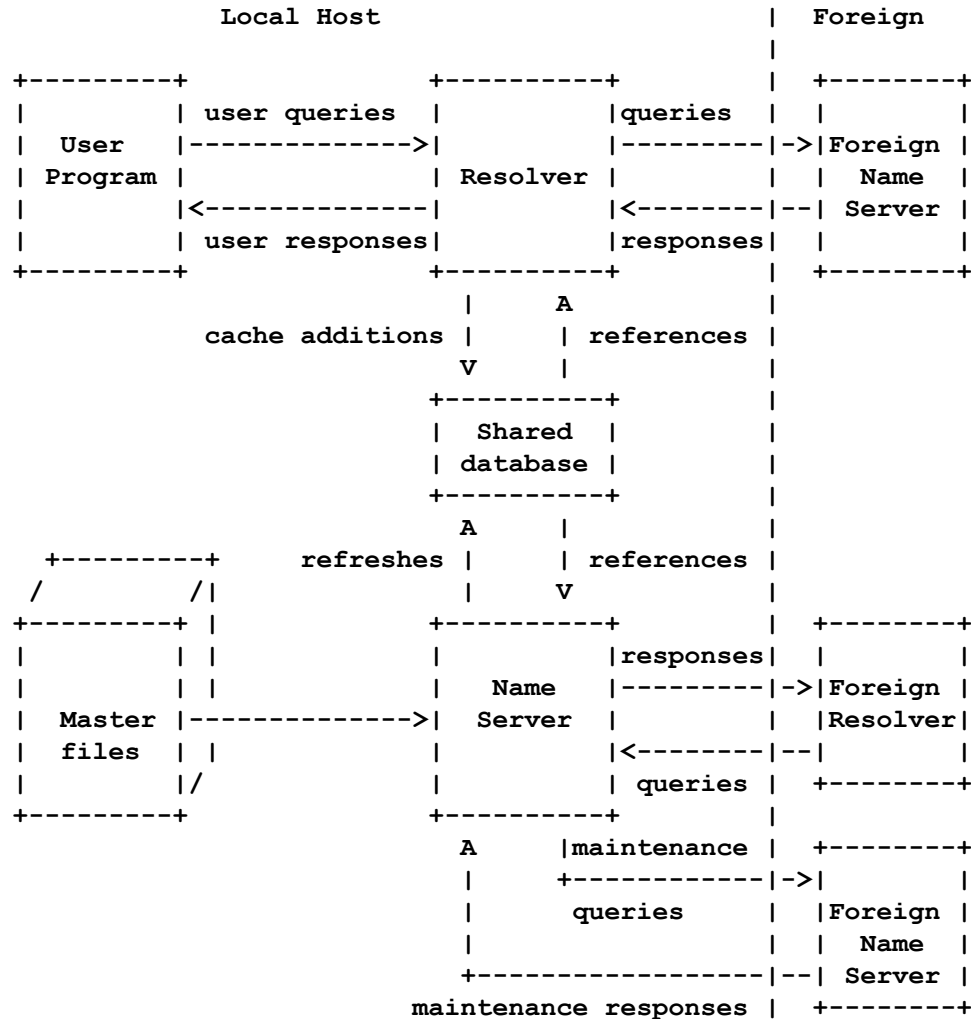 Local Host                        |  Foreign
                                                   |
    +---------+               +----------+         |  +--------+
    |         | user queries  |          |queries  |  |        |
    |  User   |-------------->|          |---------|->|Foreign |
    | Program |               | Resolver |         |  |  Name  |
    |         |<--------------|          |<--------|--| Server |
    |         | user responses|          |responses|  |        |
    +---------+               +----------+         |  +--------+
                                |     A            |
                cache additions |     | references |
                                V     |            |
                              +----------+         |
                              |  Shared  |         |
                              | database |         |
                              +----------+         |
                                A     |            |
      +---------+     refreshes |     | references |
     /         /|               |     V            |
    +---------+ |             +----------+         |  +--------+
    |         | |             |          |responses|  |        |
    |         | |             |   Name   |---------|->|Foreign |
    |  Master |-------------->|  Server  |         |  |Resolver|
    |  files  | |             |          |<--------|--|        |
    |         |/              |          | queries |  +--------+
    +---------+               +----------+         |
                                A     |maintenance |  +--------+
                                |     +------------|->|        |
                                |      queries     |  |Foreign |
                                |                  |  |  Name  |
                                +------------------|--| Server |
                             maintenance responses |  +--------+